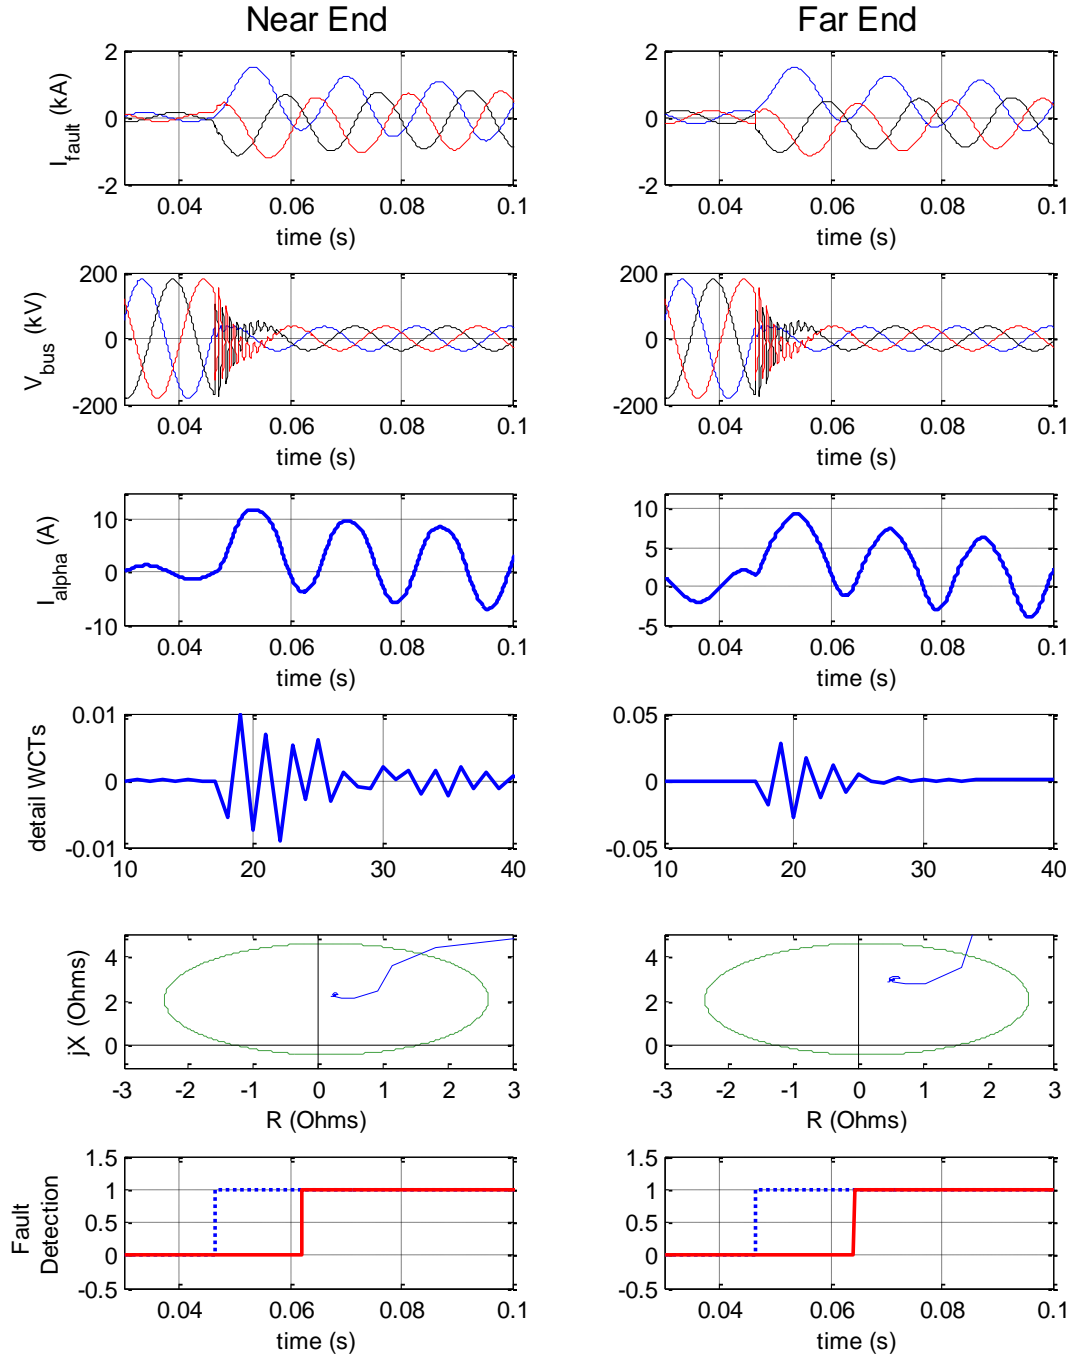 Near End
Far End
2
0
-2
I_fault (kA)
0.04 0.06 0.08 0.1
time (s)
2
0
-2
0.04 0.06 0.08 0.1
time (s)
200
0
-200
V_bus (kV)
0.04 0.06 0.08 0.1
time (s)
200
0
-200
0.04 0.06 0.08 0.1
time (s)
10
0
-10
I_alpha (A)
0.04 0.06 0.08 0.1
time (s)
10
5
0
-5
0.04 0.06 0.08 0.1
time (s)
0.01
0
-0.01
detail WCTs
10 20 30 40
0.05
0
-0.05
10 20 30 40
4
2
0
jX (Ohms)
-3 -2 -1 0 1 2 3
R (Ohms)
4
2
0
-3 -2 -1 0 1 2 3
R (Ohms)
1.5
1
0.5
0
-0.5
Fault
Detection
0.04 0.06 0.08 0.1
time (s)
1.5
1
0.5
0
-0.5
0.04 0.06 0.08 0.1
time (s)